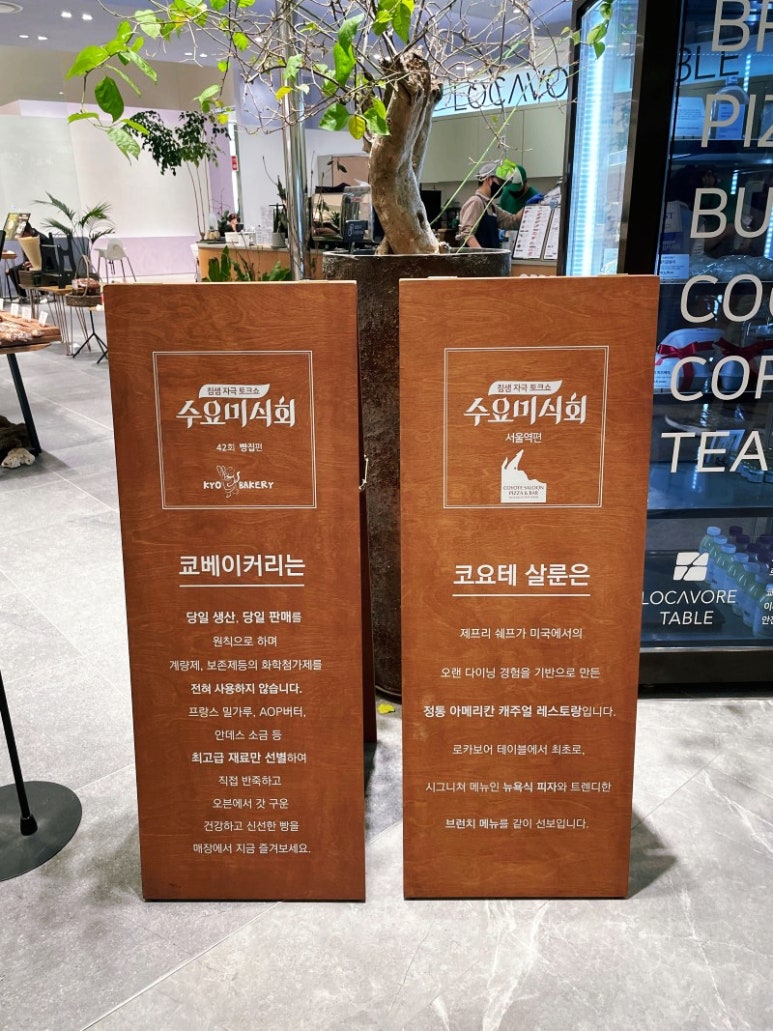 LOCAVO
BLE
침샘 자극 토크쇼
수요미식회
42회 빵집편
KYO BAKERY
쿄베이커리는
당일 생산, 당일 판매를
원칙으로 하며
계량제, 보존제등의 화학첨가제를
전혀 사용하지 않습니다.
프랑스 밀가루, AOP버터,
안데스 소금 등
최고급 재료만 선별하여
직접 반죽하고
오븐에서 갓 구운
건강하고 신선한 빵을
매장에서 지금 즐겨보세요.
침샘 자극 토크쇼
수요미식회
서울역편
COYOTE SALOON
PIZZA & BAR
코요테 살룬은
제프리 쉐프가 미국에서의
오랜 다이닝 경험을 기반으로 만든
정통 아메리칸 캐주얼 레스토랑입니다.
로카보어 테이블에서 최초로,
시그니쳐 메뉴인 뉴욕식 피자와 트렌디한
브런치 메뉴를 같이 선보입니다.
BR
PIZ
BU
COO
COF
TEA
LOCAVORE
TABLE